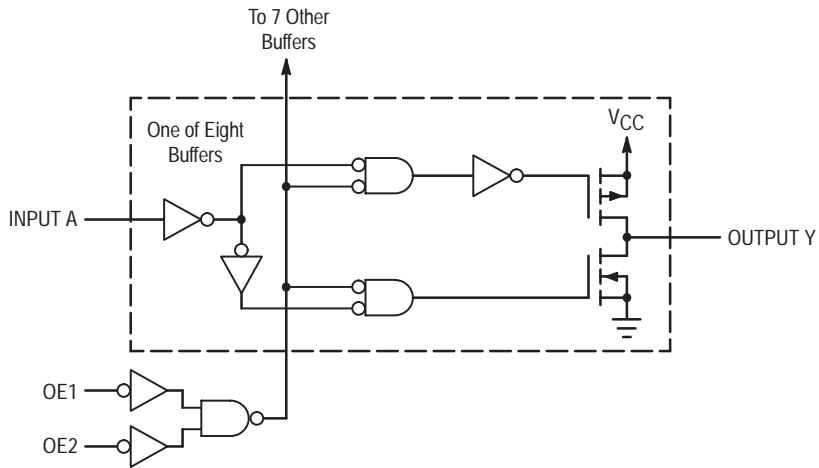 To 7 Other
Buffers
One of Eight
Buffers
VCC
INPUT A
OUTPUT Y
OE1
OE2